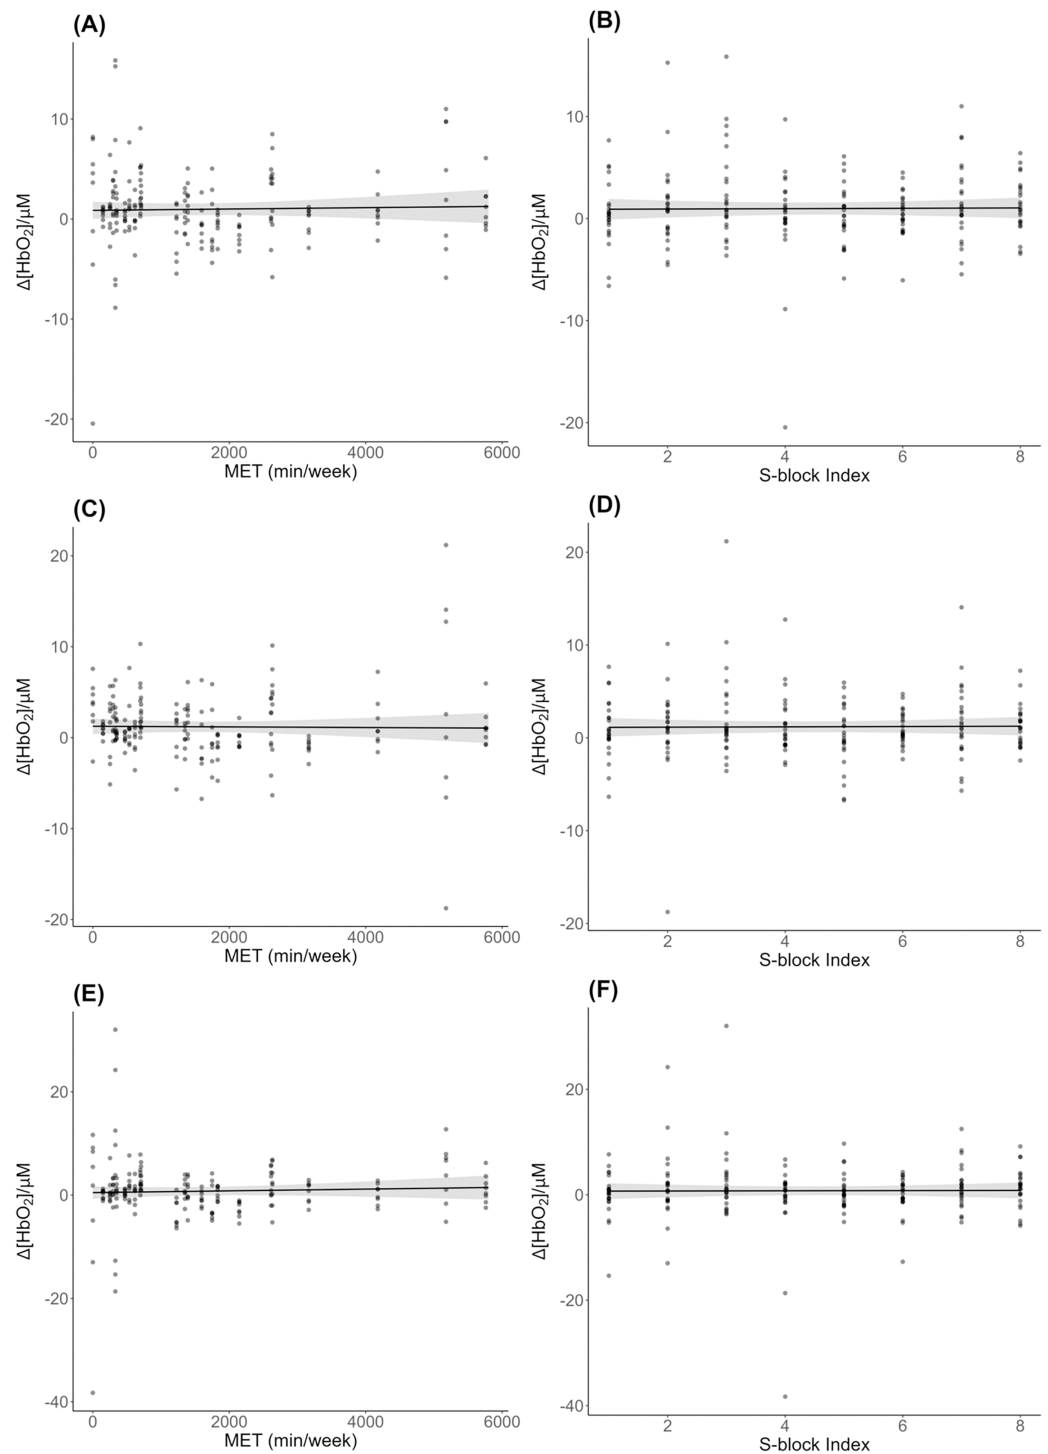 (A)
(B)
10
0
-10
-20
Δ[HbO₂]/μM
0 2000 4000 6000
MET (min/week)
10
0
-10
-20
Δ[HbO₂]/μM
2 4 6 8
S-block Index
(C)
(D)
20
10
0
-10
-20
Δ[HbO₂]/μM
0 2000 4000 6000
MET (min/week)
20
10
0
-10
-20
Δ[HbO₂]/μM
2 4 6 8
S-block Index
(E)
(F)
20
0
-20
-40
Δ[HbO₂]/μM
0 2000 4000 6000
MET (min/week)
20
0
-20
-40
Δ[HbO₂]/μM
2 4 6 8
S-block Index